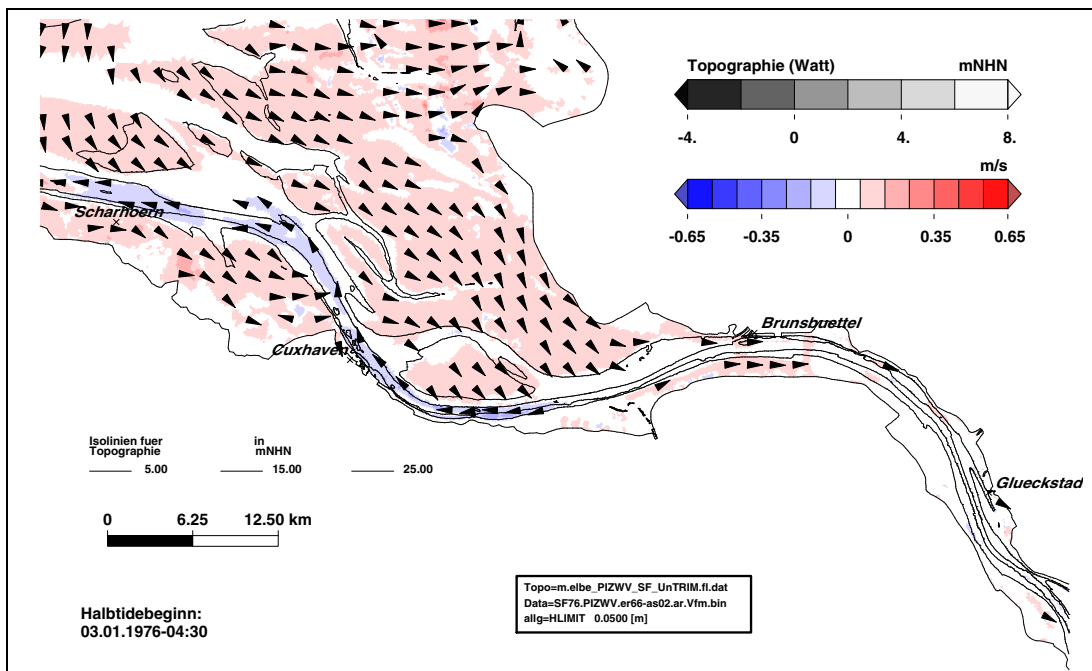 Topographie (Watt) mNHN
-4. 0 4. 8.
m/s
-0.65 -0.35 0 0.35 0.65
Scharhoern
Brunsbuettel
Cuxhaven
Glueckstad
Isolinien fuer in
Topographie mNHN
5.00 15.00 25.00
0 6.25 12.50 km
Halbtidebeginn:
03.01.1976-04:30
Topo=m.elbe_PIZWV_SF_UnTRIM.fl.dat
Data=SF76.PIZWV.er66-as02.ar.Vfm.bin
allg=HLIMIT 0.0500 [m]